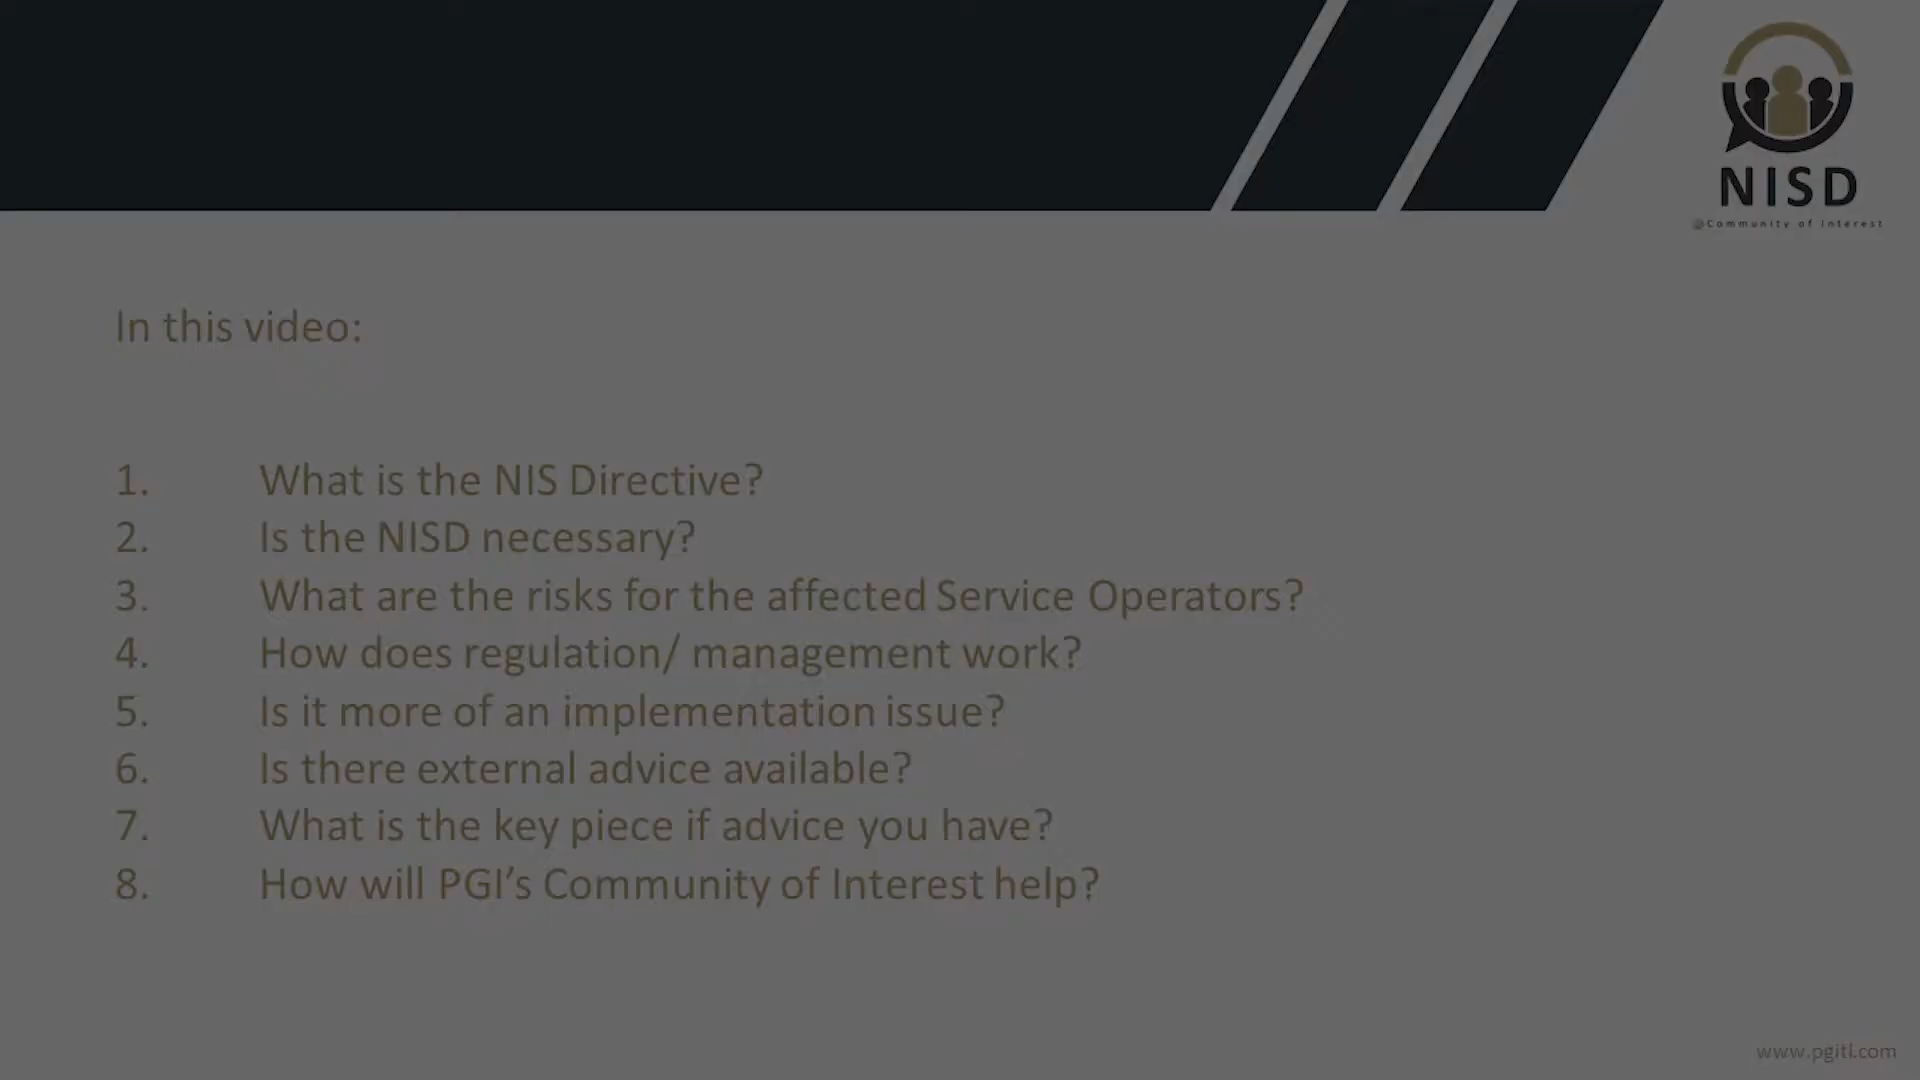 NISD
@Community of Interest
In this video:
1. What is the NIS Directive?
2. Is the NISD necessary?
3. What are the risks for the affected Service Operators?
4. How does regulation/ management work?
5. Is it more of an implementation issue?
6. Is there external advice available?
7. What is the key piece if advice you have?
8. How will PGI’s Community of Interest help?
www.pgitl.com